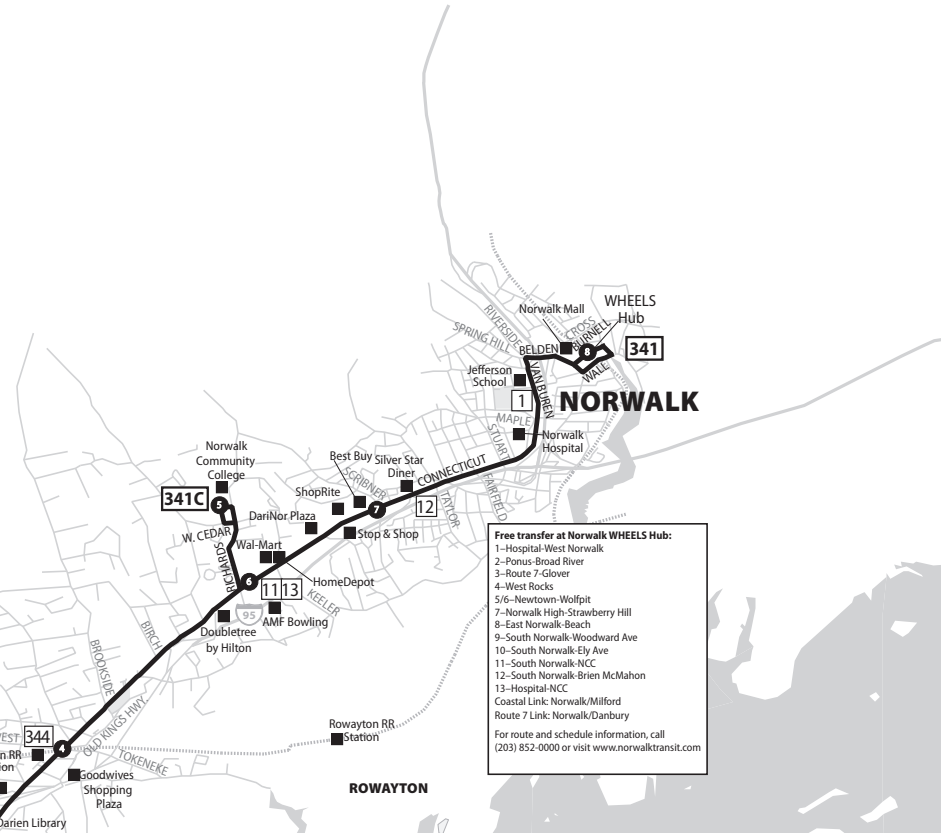 WHEELS
Hub
Norwalk Mall
RIVERSIDE
SPRING HILL
CROSS
BURNELL
BELDEN
8
341
WALL
VAN BUREN
Jefferson
School
1
NORWALK
MAPLE
STUART
Norwalk
Hospital
Norwalk
Community
College
Best Buy
Silver Star
Diner
CONNECTICUT
SCRIBNER
FAIRFIELD
341C
5
ShopRite
7
12
TAYLOR
DariNor Plaza
Stop & Shop
W. CEDAR
Wal-Mart
RICHARDS
6
HomeDepot
11
13
KEELER
95
AMF Bowling
Doubletree
by Hilton
BIRCH
BROOKSIDE
OLD KINGS HWY.
Free transfer at Norwalk WHEELS Hub:
1–Hospital-West Norwalk
2–Ponus-Broad River
3–Route 7-Glover
4–West Rocks
5/6–Newtown-Wolfpit
7–Norwalk High-Strawberry Hill
8–East Norwalk-Beach
9–South Norwalk-Woodward Ave
10–South Norwalk-Ely Ave
11–South Norwalk-NCC
12–South Norwalk-Brien McMahon
13–Hospital-NCC
Coastal Link: Norwalk/Milford
Route 7 Link: Norwalk/Danbury
For route and schedule information, call
(203) 852-0000 or visit www.norwalktransit.com
EST
344
4
n RR
ion
TOKENEKE
Rowayton RR
Station
Goodwives
Shopping
Plaza
ROWAYTON
Darien Library